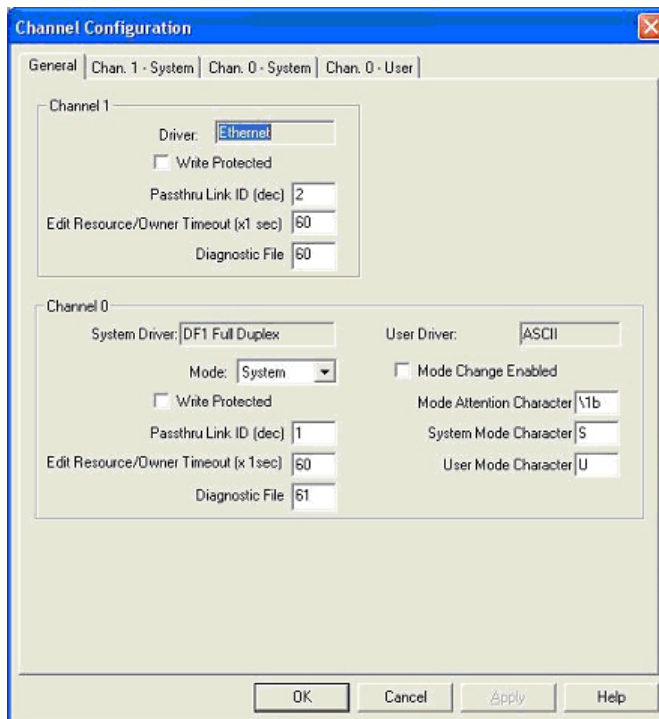 Channel Configuration
General Chan. 1 - System Chan. 0 - System Chan. 0 - User
Channel 1
Driver: Ethernet
Write Protected
Passthru Link ID (dec) 2
Edit Resource/Owner Timeout (x1 sec) 60
Diagnostic File 60
Channel 0
System Driver: DF1 Full Duplex User Driver: ASCII
Mode: System Mode Change Enabled
Write Protected Mode Attention Character \1b
Passthru Link ID (dec) 1 System Mode Character S
Edit Resource/Owner Timeout (x 1sec) 60 User Mode Character U
Diagnostic File 61
OK Cancel Apply Help